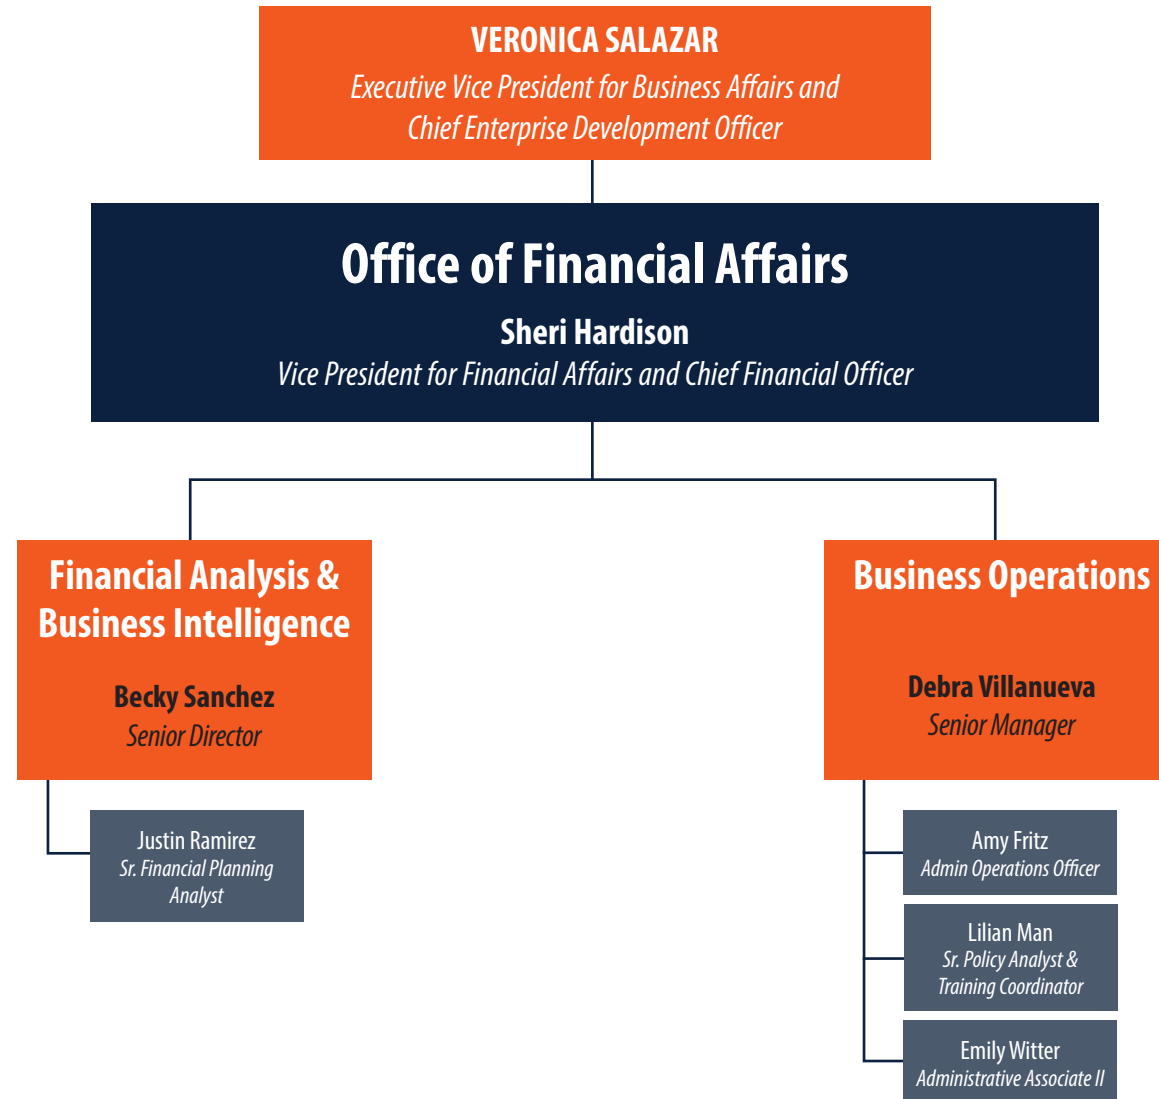 VERONICA SALAZAR
Executive Vice President for Business Affairs and
Chief Enterprise Development Officer
Office of Financial Affairs
Sheri Hardison
Vice President for Financial Affairs and Chief Financial Officer
Financial Analysis &
Business Intelligence
Becky Sanchez
Senior Director
Justin Ramirez
Sr. Financial Planning
Analyst
Business Operations
Debra Villanueva
Senior Manager
Amy Fritz
Admin Operations Officer
Lilian Man
Sr. Policy Analyst &
Training Coordinator
Emily Witter
Administrative Associate II